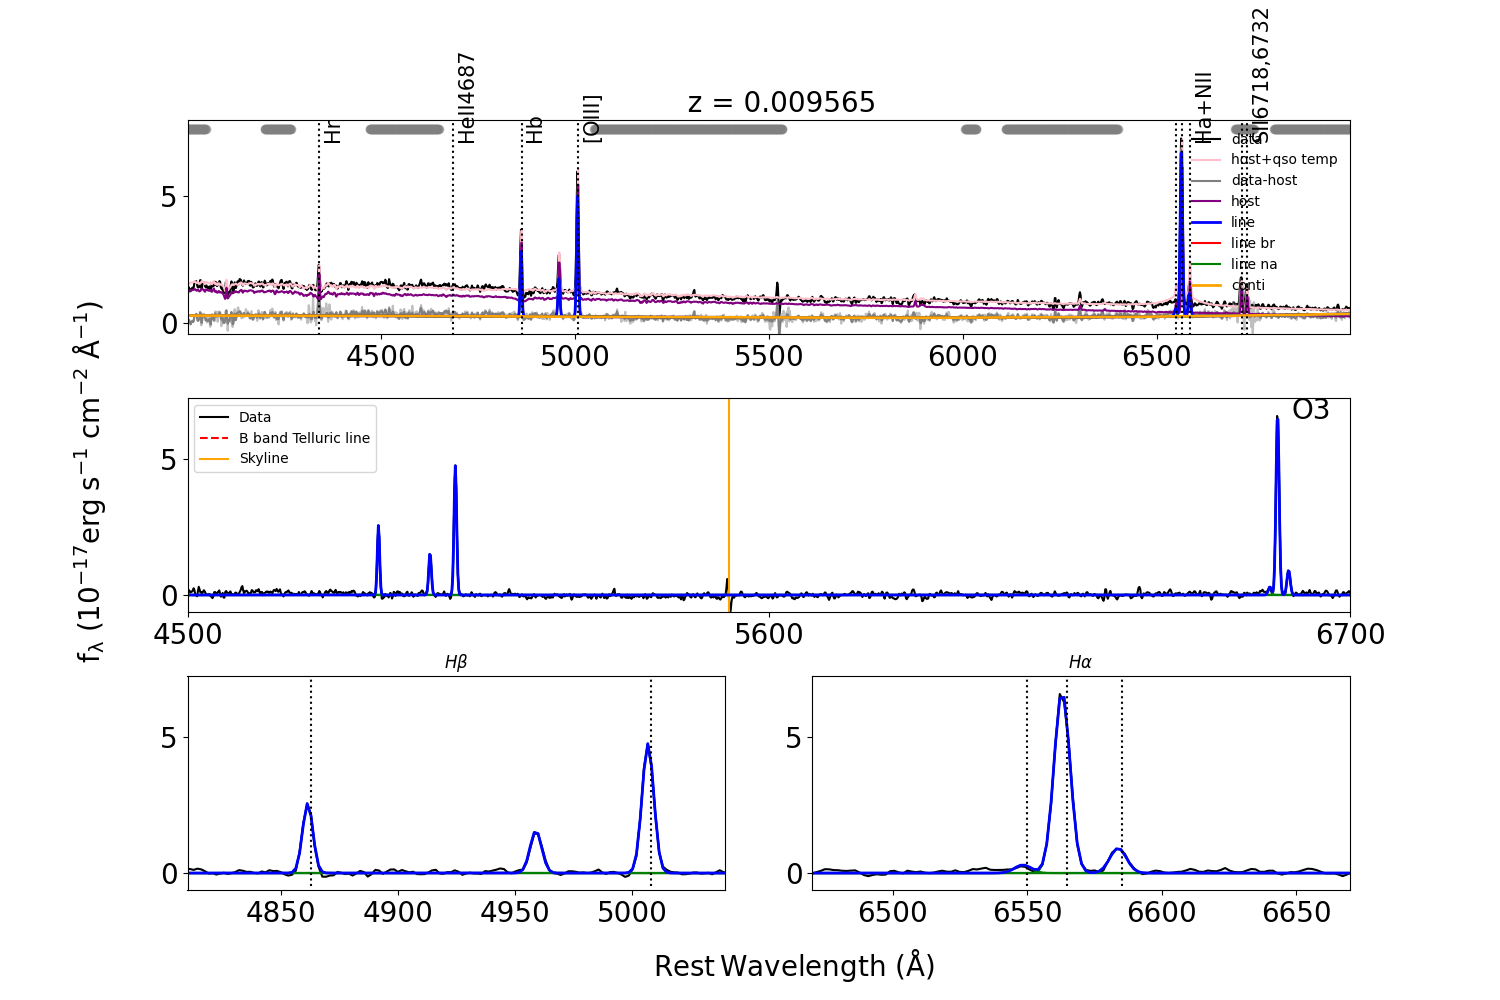 z = 0.009565
Hr
HeII4687
Hb
[OIII]
Ha+NII
SII6718,6732
data
host+qso temp
data-host
host
line
line br
line na
conti
5
0
4500
5000
5500
6000
6500
Data
B band Telluric line
Skyline
O3
5
0
4500
5600
6700
fλ (10−17erg s−1 cm−2 Å−1)
Hβ
5
0
4850
4900
4950
5000
Hα
5
0
6500
6550
6600
6650
Rest Wavelength (Å)